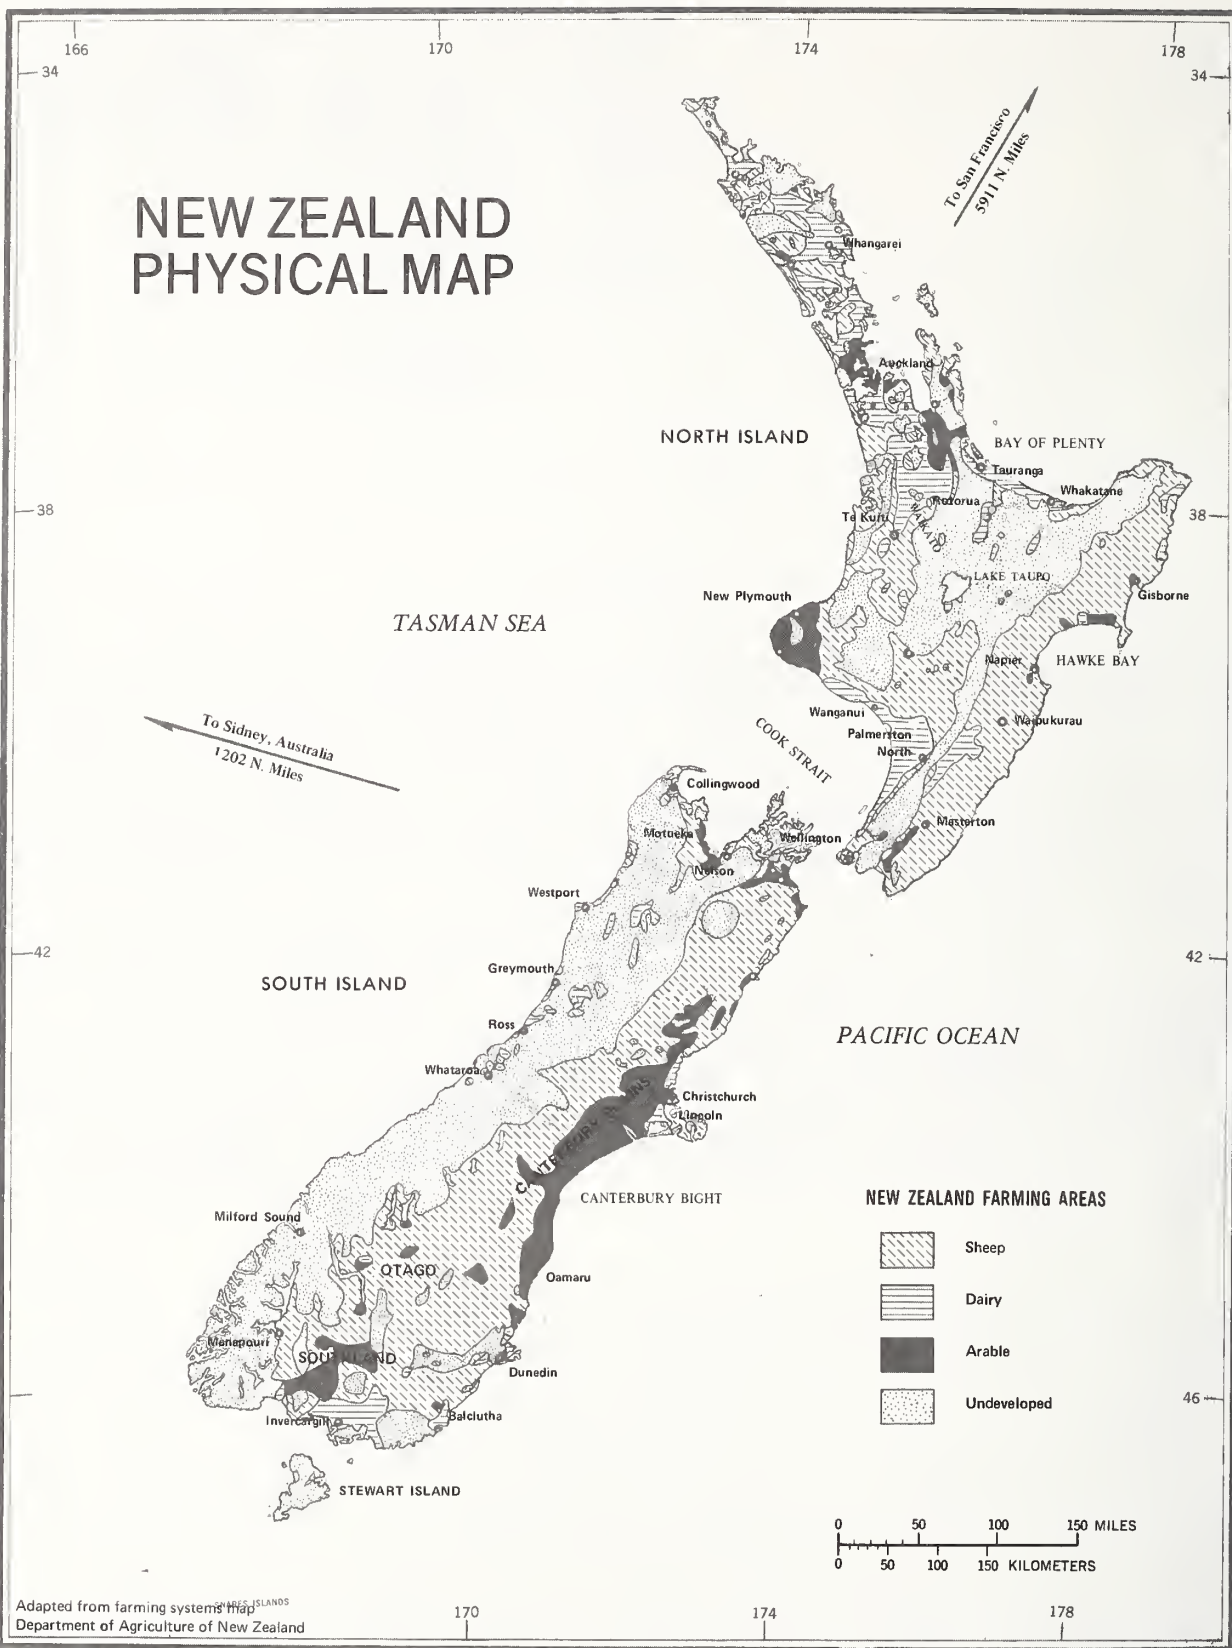 166
170
174
178
34
34
NEW ZEALAND
PHYSICAL MAP
To San Francisco
5911 N. Miles
Whangarei
Auckland
NORTH ISLAND
BAY OF PLENTY
Tauranga
Whakatane
Rotorua
38
38
Te Kuiti
WAIKATO
LAKE TAUPO
New Plymouth
Gisborne
TASMAN SEA
Napier
HAWKE BAY
Wanganui
Waipukurau
To Sidney, Australia
1202 N. Miles
COOK STRAIT
Palmerston
North
Collingwood
Masterton
Motueka
Wellington
Nelson
Westport
42
42
Greymouth
SOUTH ISLAND
Ross
PACIFIC OCEAN
Whataroa
Christchurch
Lincoln
CANTERBURY PLAINS
CANTERBURY BIGHT
NEW ZEALAND FARMING AREAS
Milford Sound
Sheep
OTAGO
Oamaru
Dairy
Manapouri
SOUTHLAND
Arable
Dunedin
46
Undeveloped
Invercargill
Balclutha
STEWART ISLAND
0 50 100 150 MILES
0 50 100 150 KILOMETERS
SNARES ISLANDS
Adapted from farming systems map
Department of Agriculture of New Zealand
170
174
178